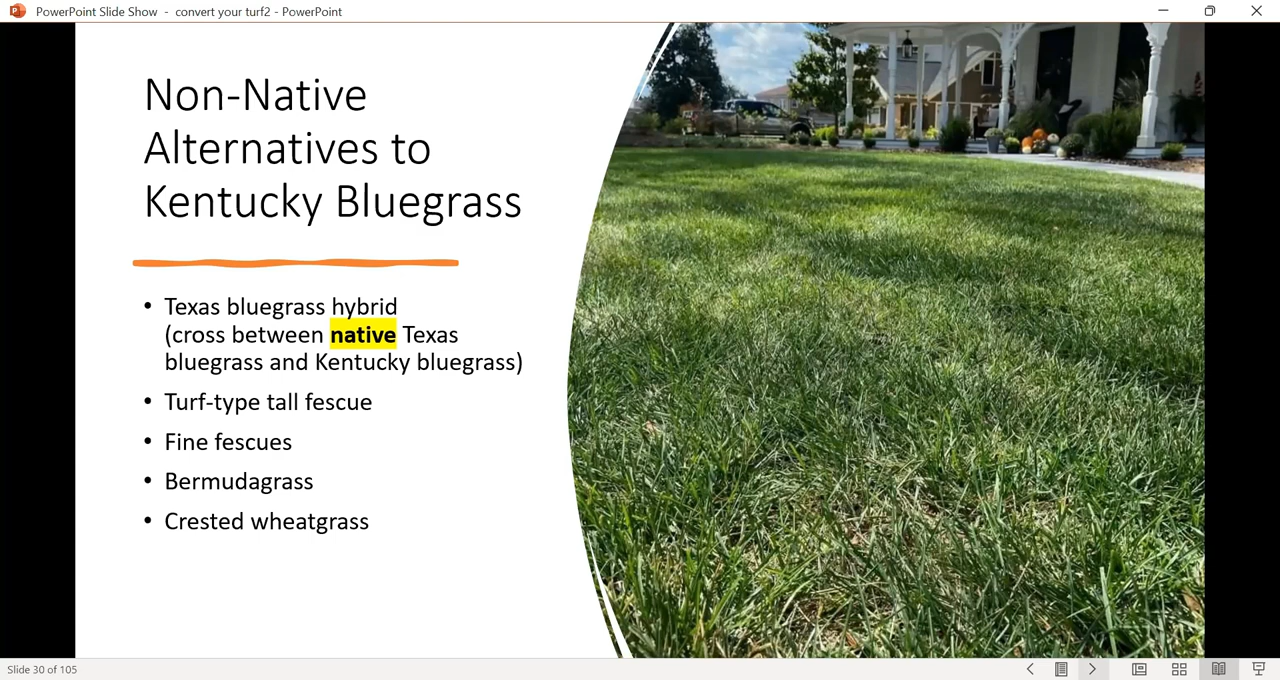 PowerPoint Slide Show - convert your turf2 - PowerPoint
Non-Native
Alternatives to
Kentucky Bluegrass
• Texas bluegrass hybrid
(cross between native Texas
bluegrass and Kentucky bluegrass)
• Turf-type tall fescue
• Fine fescues
• Bermudagrass
• Crested wheatgrass
Slide 30 of 105